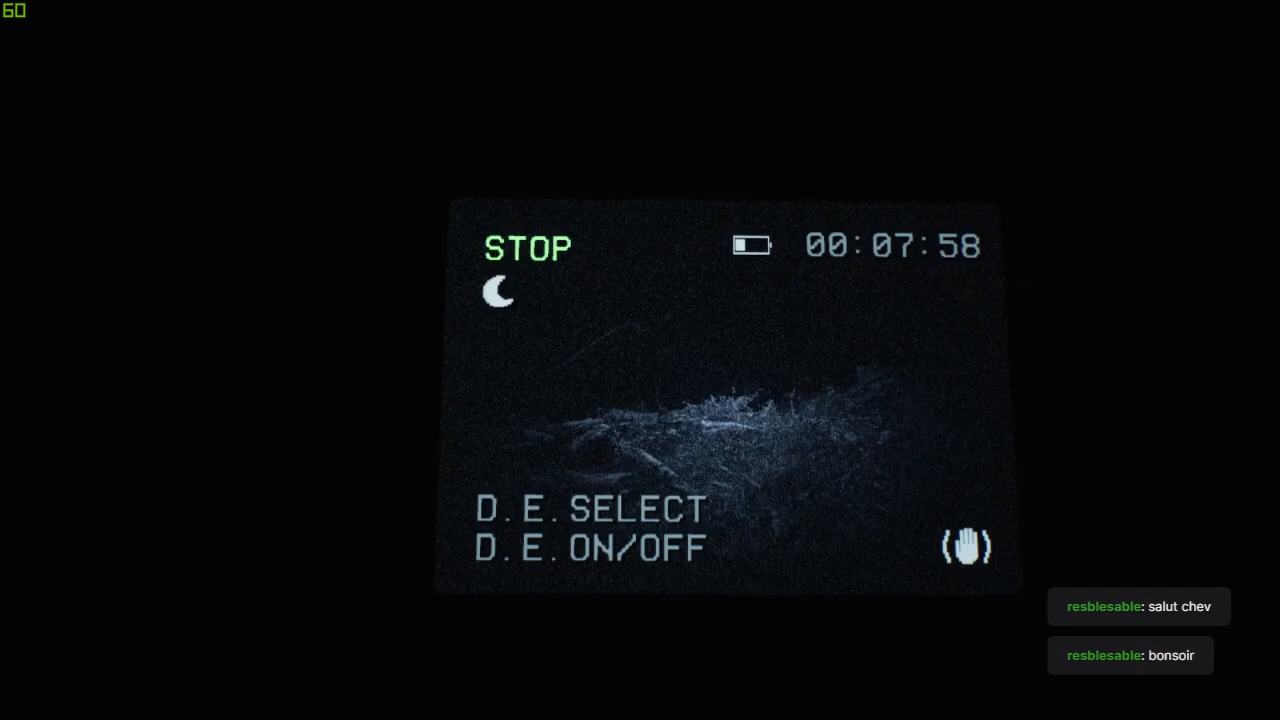 60
STOP
00:07:58
D.E.SELECT
D.E.ON/OFF
resblesable: salut chev
resblesable: bonsoir